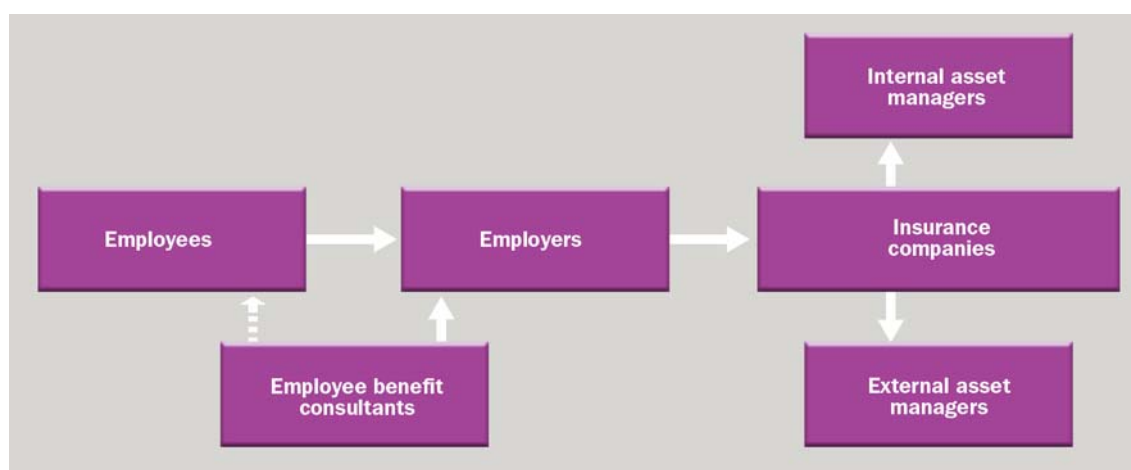 Internal asset
managers
Employees
Employers
Insurance
companies
Employee benefit
consultants
External asset
managers